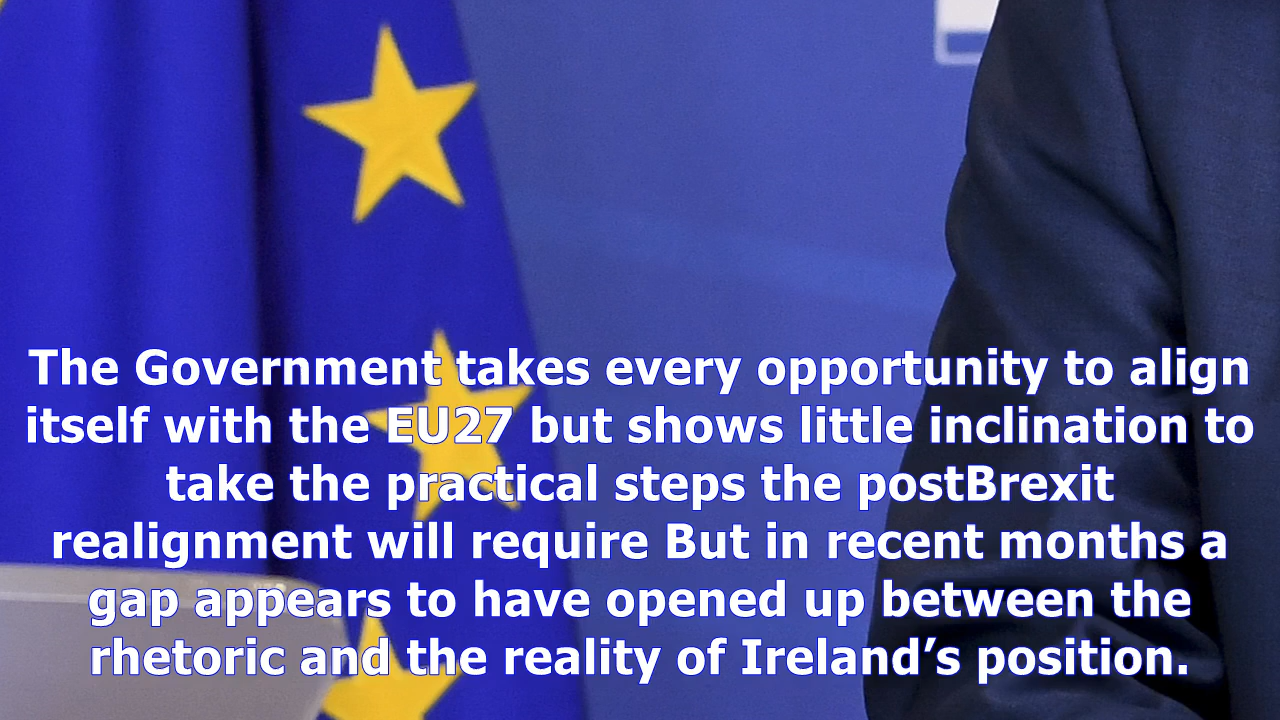 The Government takes every opportunity to align
itself with the EU27 but shows little inclination to
take the practical steps the postBrexit
realignment will require But in recent months a
gap appears to have opened up between the
rhetoric and the reality of Ireland’s position.